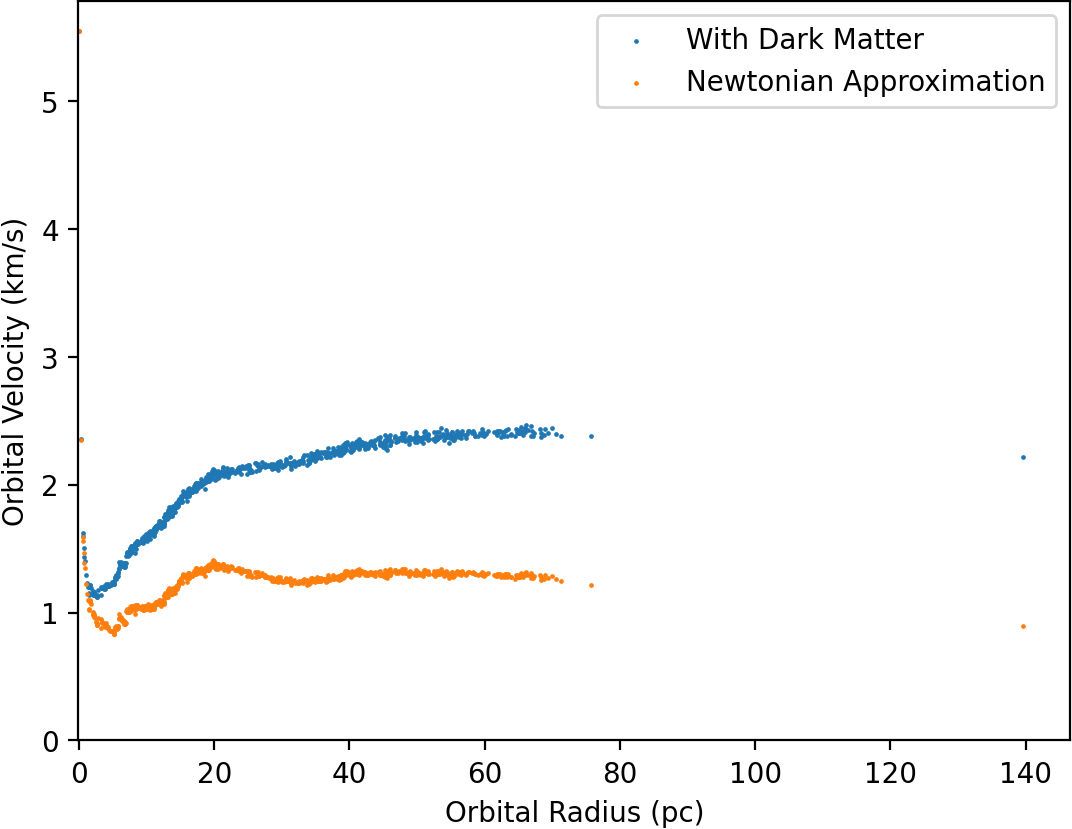 With Dark Matter
Newtonian Approximation
5
4
3
2
1
0
Orbital Velocity (km/s)
0 20 40 60 80 100 120 140
Orbital Radius (pc)